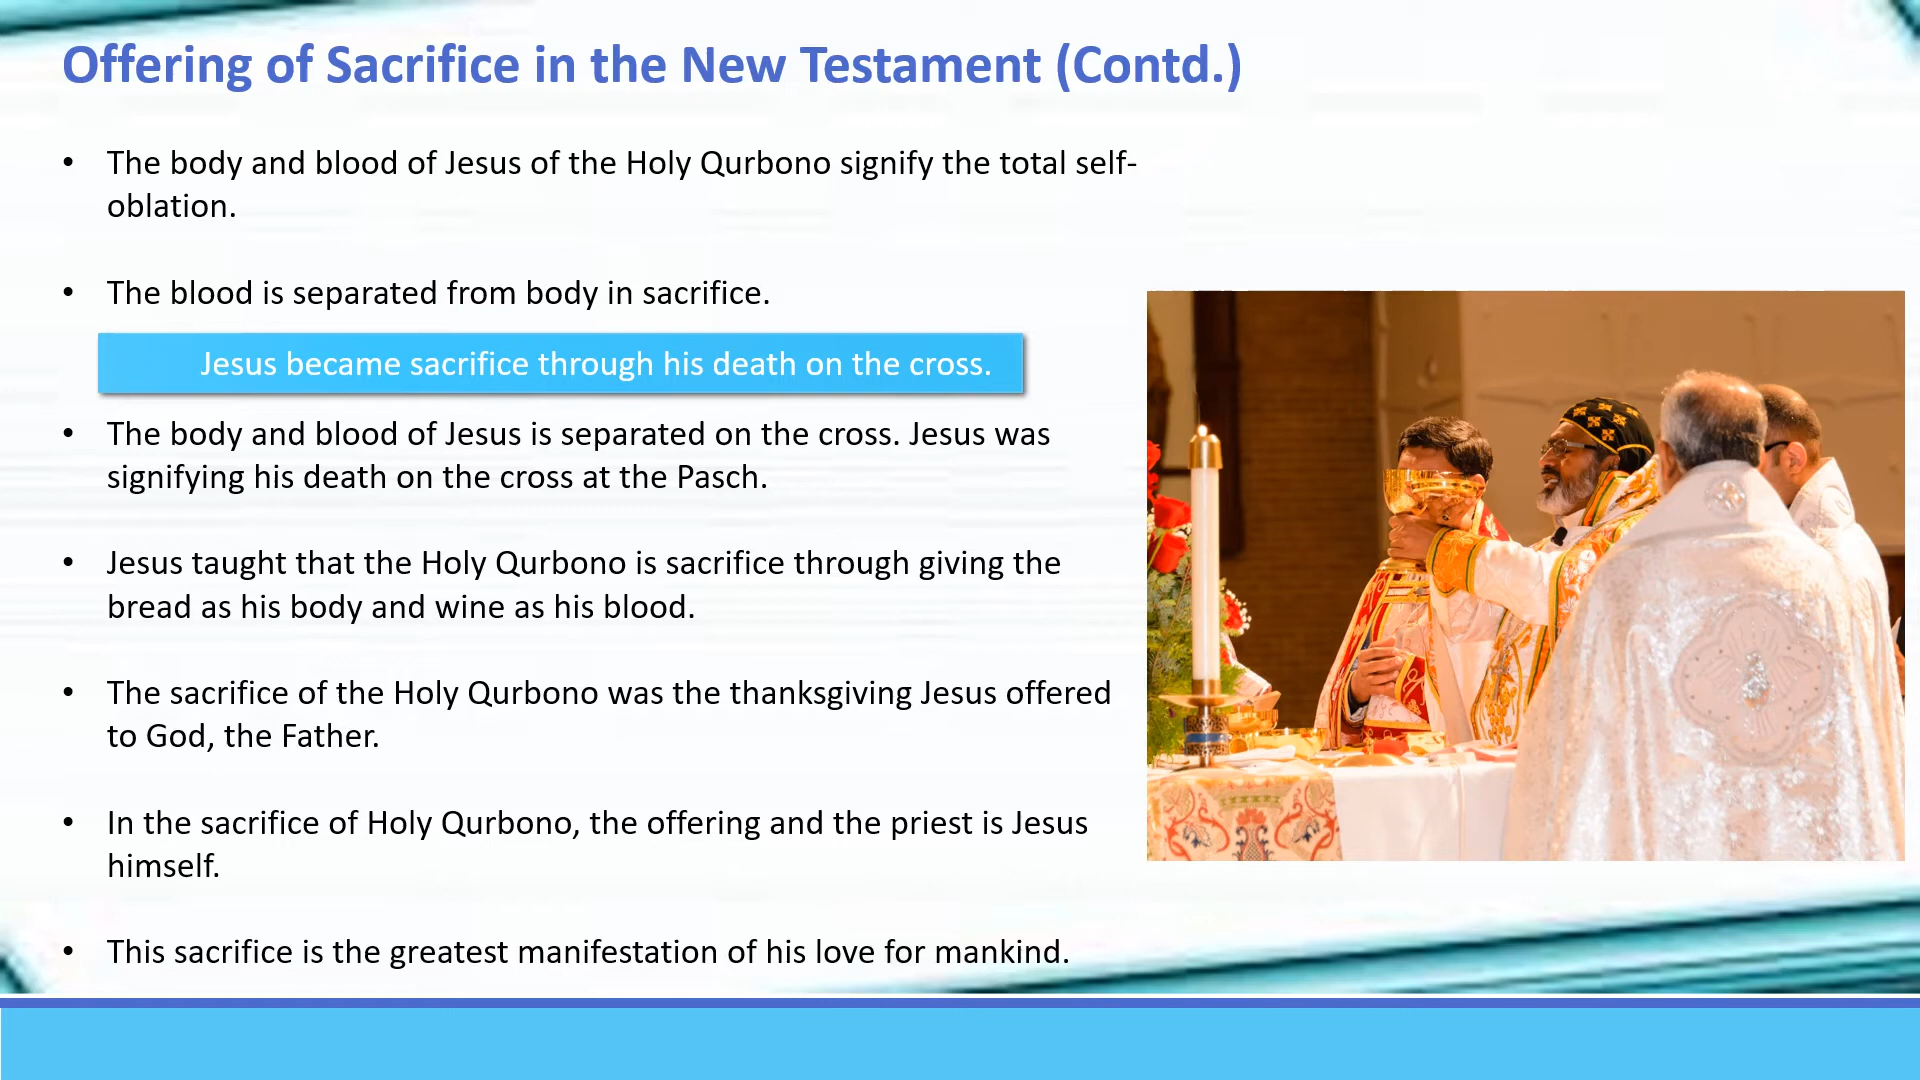 Offering of Sacrifice in the New Testament (Contd.)
• The body and blood of Jesus of the Holy Qurbono signify the total self-
oblation.
• The blood is separated from body in sacrifice.
Jesus became sacrifice through his death on the cross.
• The body and blood of Jesus is separated on the cross. Jesus was
signifying his death on the cross at the Pasch.
• Jesus taught that the Holy Qurbono is sacrifice through giving the
bread as his body and wine as his blood.
• The sacrifice of the Holy Qurbono was the thanksgiving Jesus offered
to God, the Father.
• In the sacrifice of Holy Qurbono, the offering and the priest is Jesus
himself.
• This sacrifice is the greatest manifestation of his love for mankind.